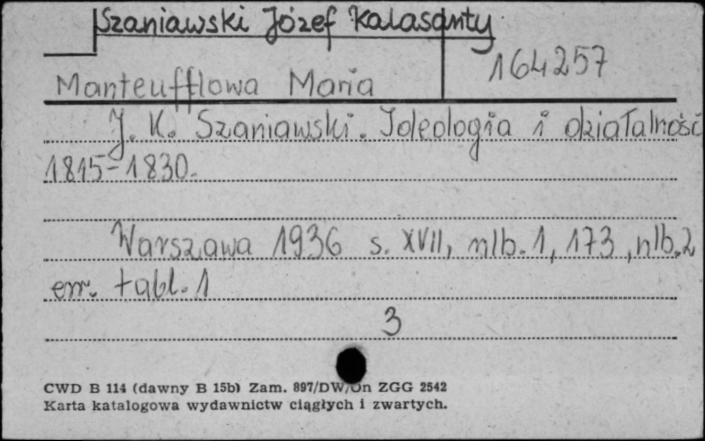 Szaniawski Józef Kalasanty
164257
Manteufflowa Maria
J. K. Szaniawski. Ideologia i działalność
1815-1830.
Warszawa 1936 s. XVII, nlb. 1, 173, nlb. 2
err. tabl. 1
3
CWD B 114 (dawny B 15b) Zam. 897/DW/On ZGG 2542
Karta katalogowa wydawnictw ciągłych i zwartych.